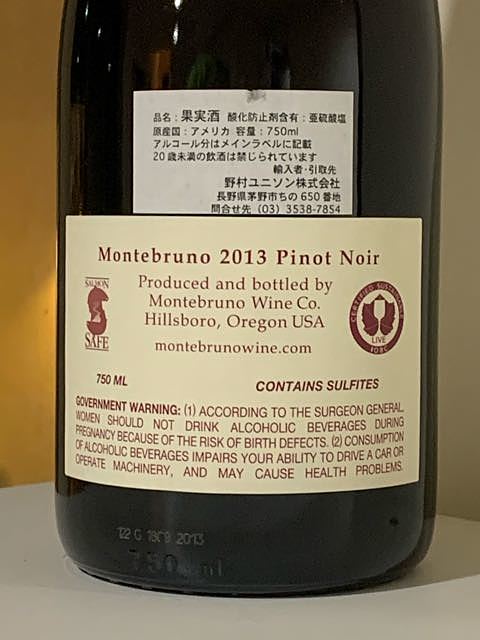 品名：果実酒 酸化防止剤含有：亜硫酸塩
原産国：アメリカ 容量：750ml
アルコール分はメインラベルに記載
20歳未満の飲酒は禁じられています
輸入者・引取先
野村ユニソン株式会社
長野県茅野市ちの650番地
問合せ先（03）3538-7854
Montebruno 2013 Pinot Noir
Produced and bottled by
Montebruno Wine Co.
Hillsboro, Oregon USA
montebrunowine.com
SALMON
SAFE
CERTIFIED SUSTAINABLE
LIVE
IOBC
750 ML
CONTAINS SULFITES
GOVERNMENT WARNING: (1) ACCORDING TO THE SURGEON GENERAL,
WOMEN SHOULD NOT DRINK ALCOHOLIC BEVERAGES DURING
PREGNANCY BECAUSE OF THE RISK OF BIRTH DEFECTS. (2) CONSUMPTION
OF ALCOHOLIC BEVERAGES IMPAIRS YOUR ABILITY TO DRIVE A CAR OR
OPERATE MACHINERY, AND MAY CAUSE HEALTH PROBLEMS.
2013
750 ml